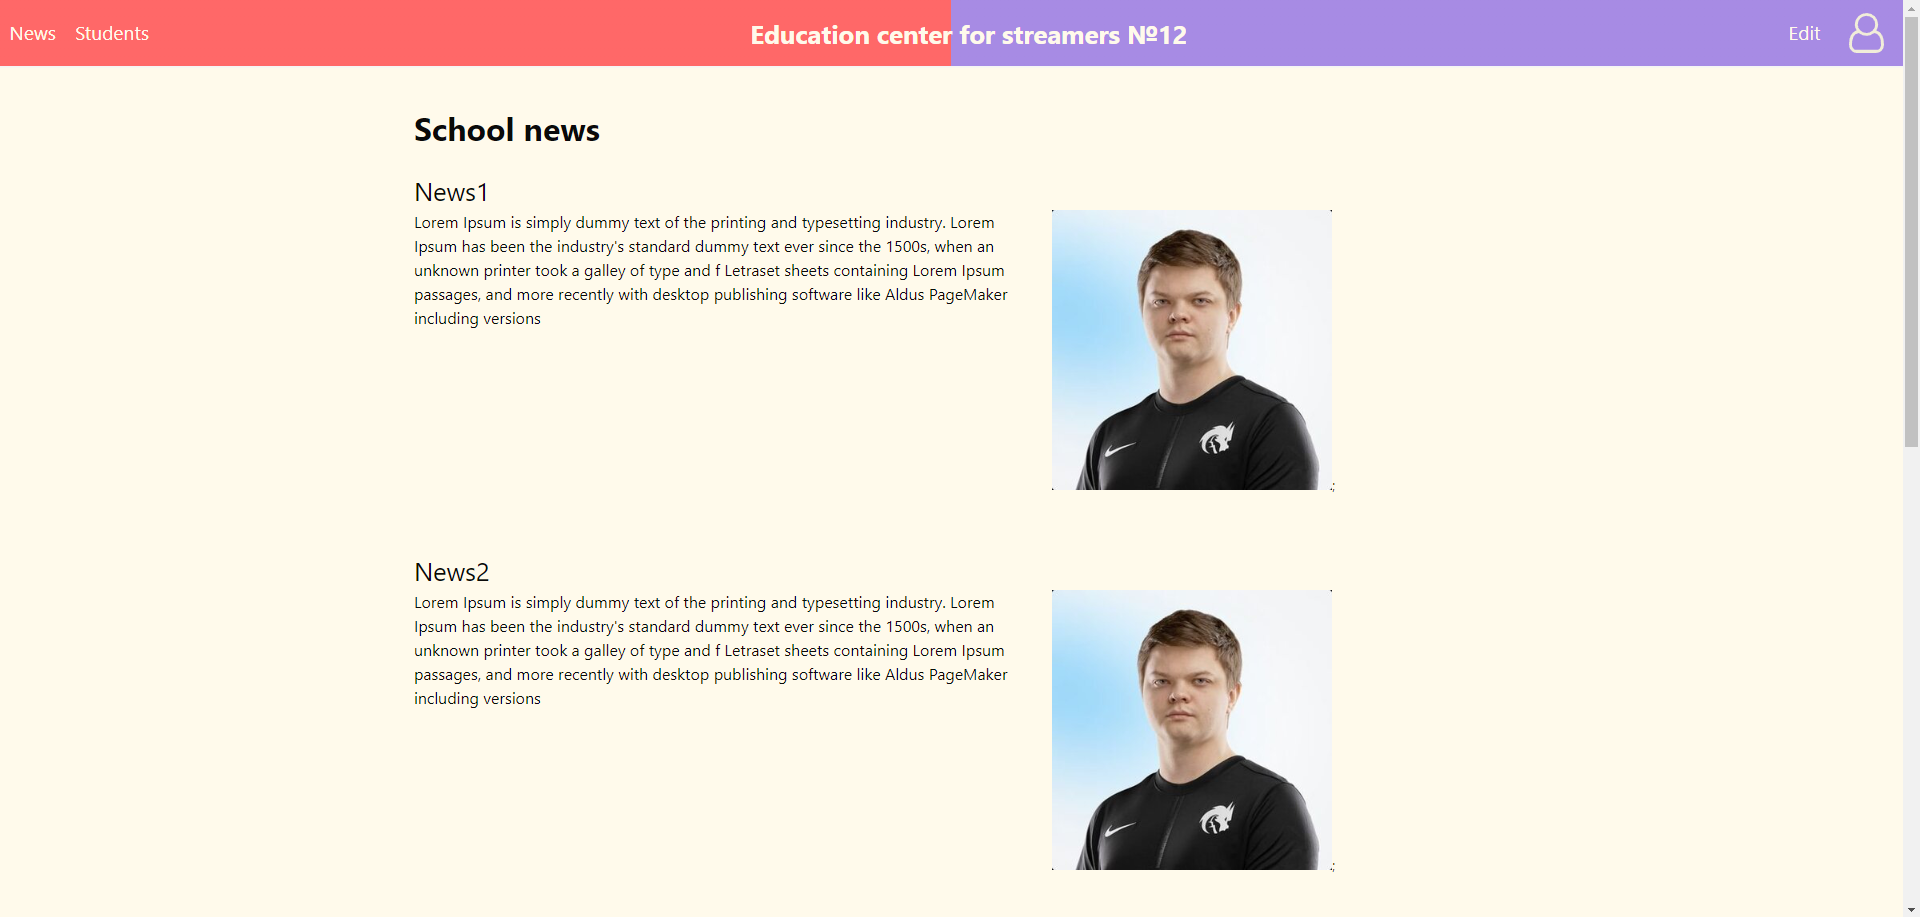 News Students Education center for streamers №12 Edit
School news
News1
Lorem Ipsum is simply dummy text of the printing and typesetting industry. Lorem
Ipsum has been the industry's standard dummy text ever since the 1500s, when an
unknown printer took a galley of type and f Letraset sheets containing Lorem Ipsum
passages, and more recently with desktop publishing software like Aldus PageMaker
including versions
;
News2
Lorem Ipsum is simply dummy text of the printing and typesetting industry. Lorem
Ipsum has been the industry's standard dummy text ever since the 1500s, when an
unknown printer took a galley of type and f Letraset sheets containing Lorem Ipsum
passages, and more recently with desktop publishing software like Aldus PageMaker
including versions
;